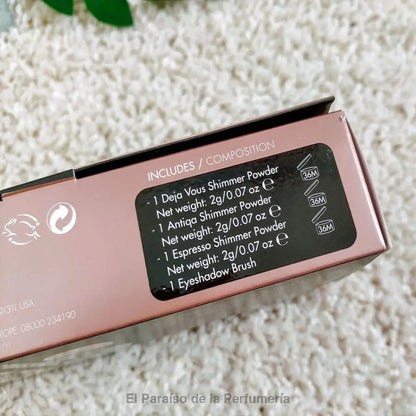 INCLUDES / COMPOSITION
- 1 Deja Vous Shimmer Powder
Net weight: 2g/0.07 oz ℮
- 1 Antiqa Shimmer Powder
Net weight: 2g/0.07 oz ℮
- 1 Espresso Shimmer Powder
Net weight: 2g/0.07 oz ℮
- 1 Eyeshadow Brush
36M
36M
36M
91311, USA
ROPE: 08000 234190
El Paraíso de la Perfumería